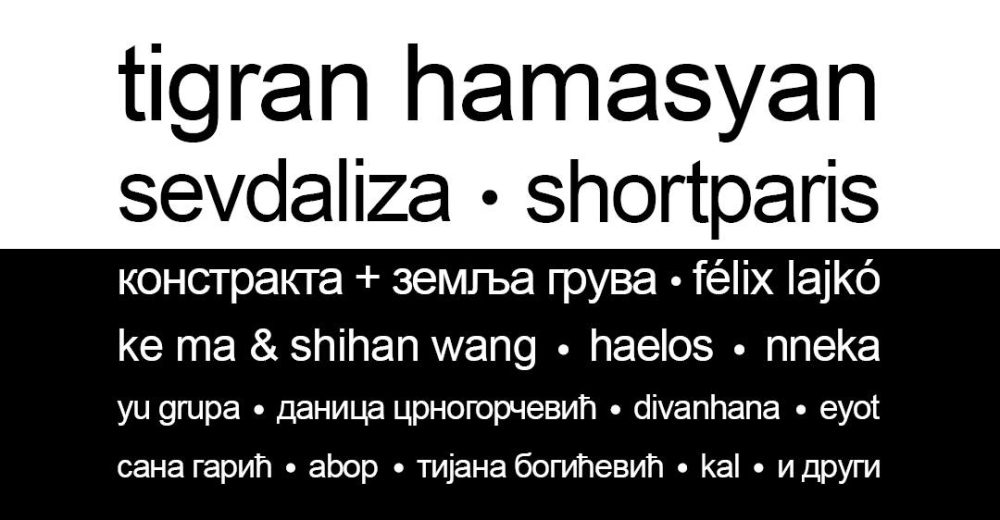 tigran hamasyan
sevdaliza • shortparis
констракта + земља грува • félix lajkó
ke ma & shihan wang • haelos • nneka
yu grupa • даница црногорчевић • divanhana • eyot
сана гарић • abop • тијана богићевић • kal • и други